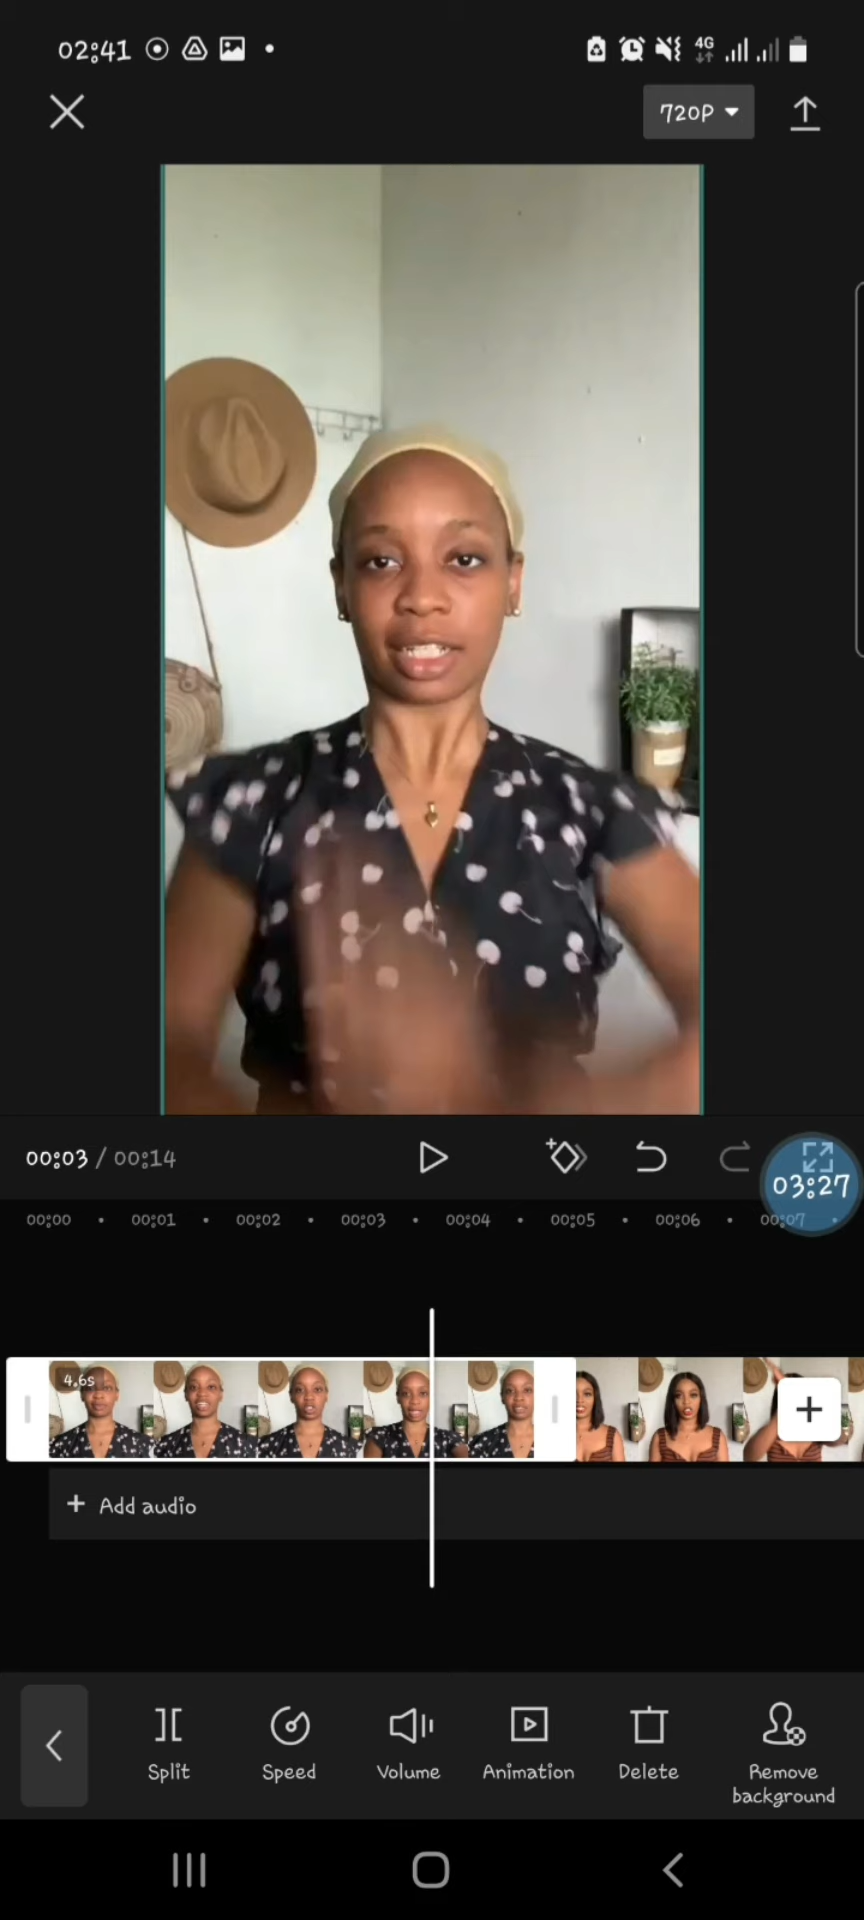 02:41
4G
720P
00:03 / 00:14
03:27
00:00 00:01 00:02 00:03 00:04 00:05 00:06 00:07
4.6s
+
+ Add audio
Split Speed Volume Animation Delete Remove background